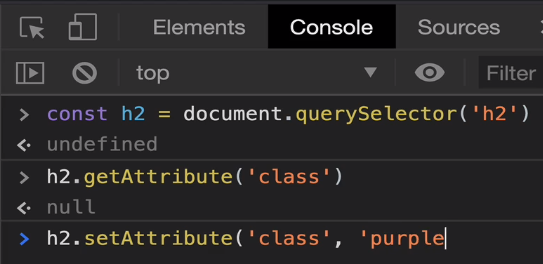 Elements Console Sources
top Filter
> const h2 = document.querySelector('h2')
undefined
> h2.getAttribute('class')
null
> h2.setAttribute('class', 'purple